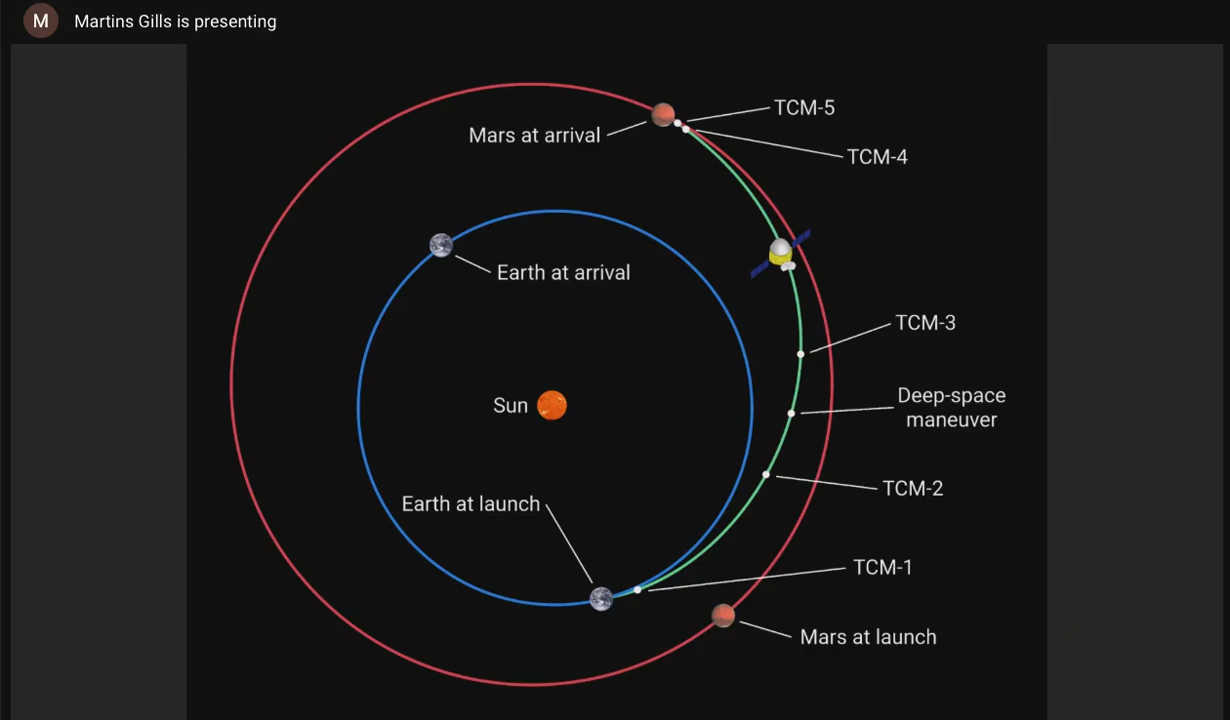 M
Martins Gills is presenting
TCM-5
Mars at arrival
TCM-4
Earth at arrival
TCM-3
Deep-space
maneuver
Sun
TCM-2
Earth at launch
TCM-1
Mars at launch